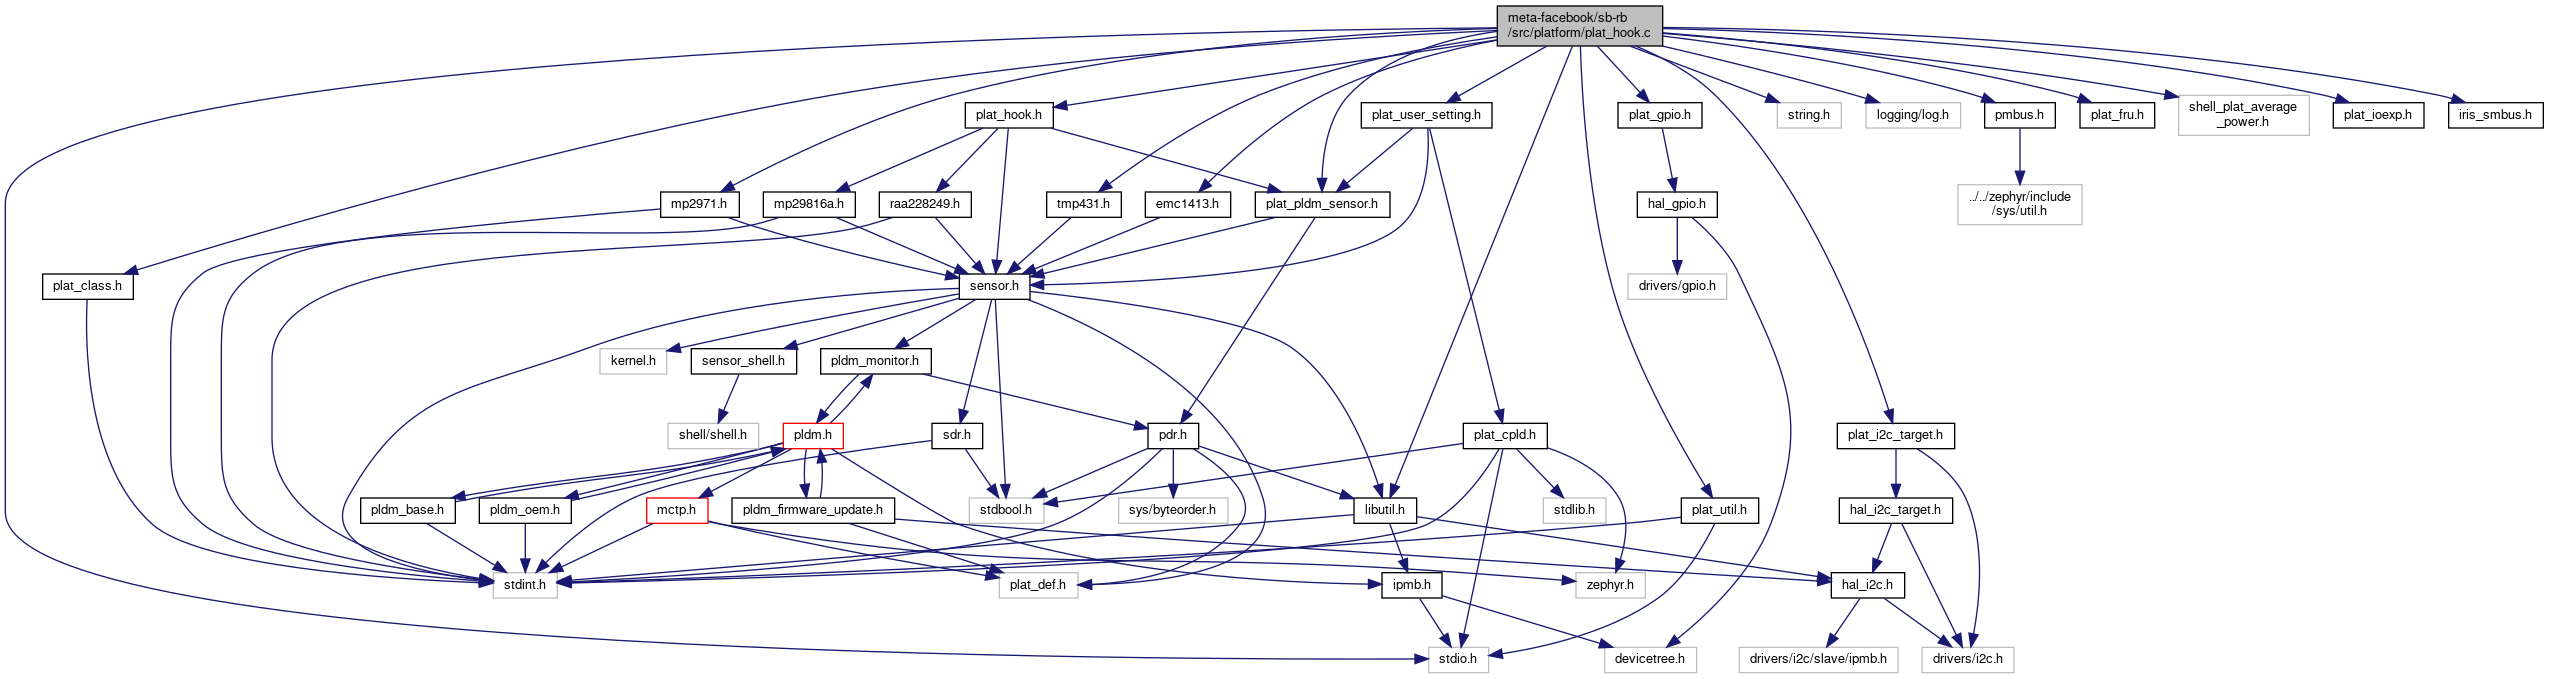 meta-facebook/sb-rb
/src/platform/plat_hook.c
plat_hook.h
plat_user_setting.h
plat_gpio.h
string.h
logging/log.h
pmbus.h
plat_fru.h
shell_plat_average
_power.h
plat_ioexp.h
iris_smbus.h
mp2971.h
mp29816a.h
raa228249.h
tmp431.h
emc1413.h
plat_pldm_sensor.h
hal_gpio.h
../../zephyr/include
/sys/util.h
plat_class.h
sensor.h
drivers/gpio.h
kernel.h
sensor_shell.h
pldm_monitor.h
shell/shell.h
pldm.h
sdr.h
pdr.h
plat_cpld.h
plat_i2c_target.h
pldm_base.h
pldm_oem.h
mctp.h
pldm_firmware_update.h
stdbool.h
sys/byteorder.h
libutil.h
stdlib.h
plat_util.h
hal_i2c_target.h
stdint.h
plat_def.h
ipmb.h
zephyr.h
hal_i2c.h
stdio.h
devicetree.h
drivers/i2c/slave/ipmb.h
drivers/i2c.h